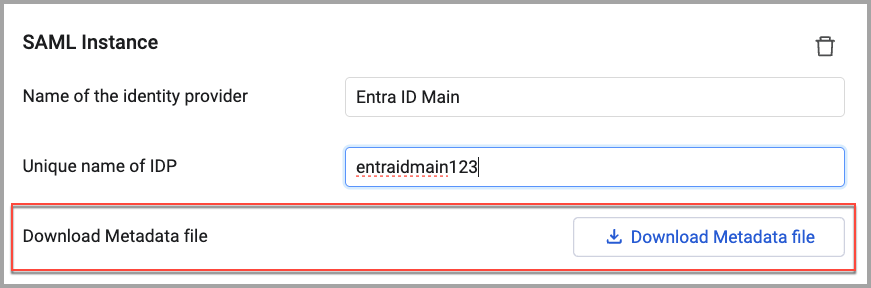 SAML Instance
Name of the identity provider
Entra ID Main
Unique name of IDP
entraidmain123
Download Metadata file
Download Metadata file